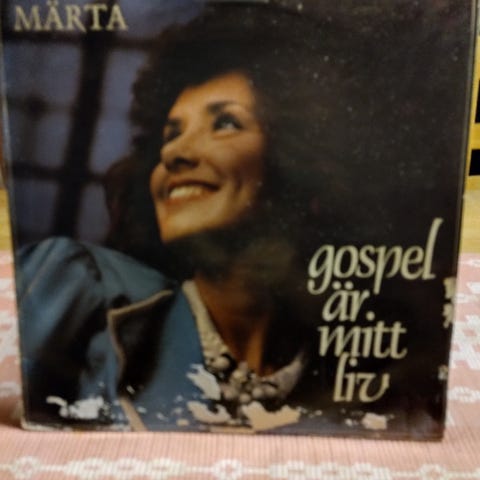 MÄRTA
gospel
är
mitt
liv